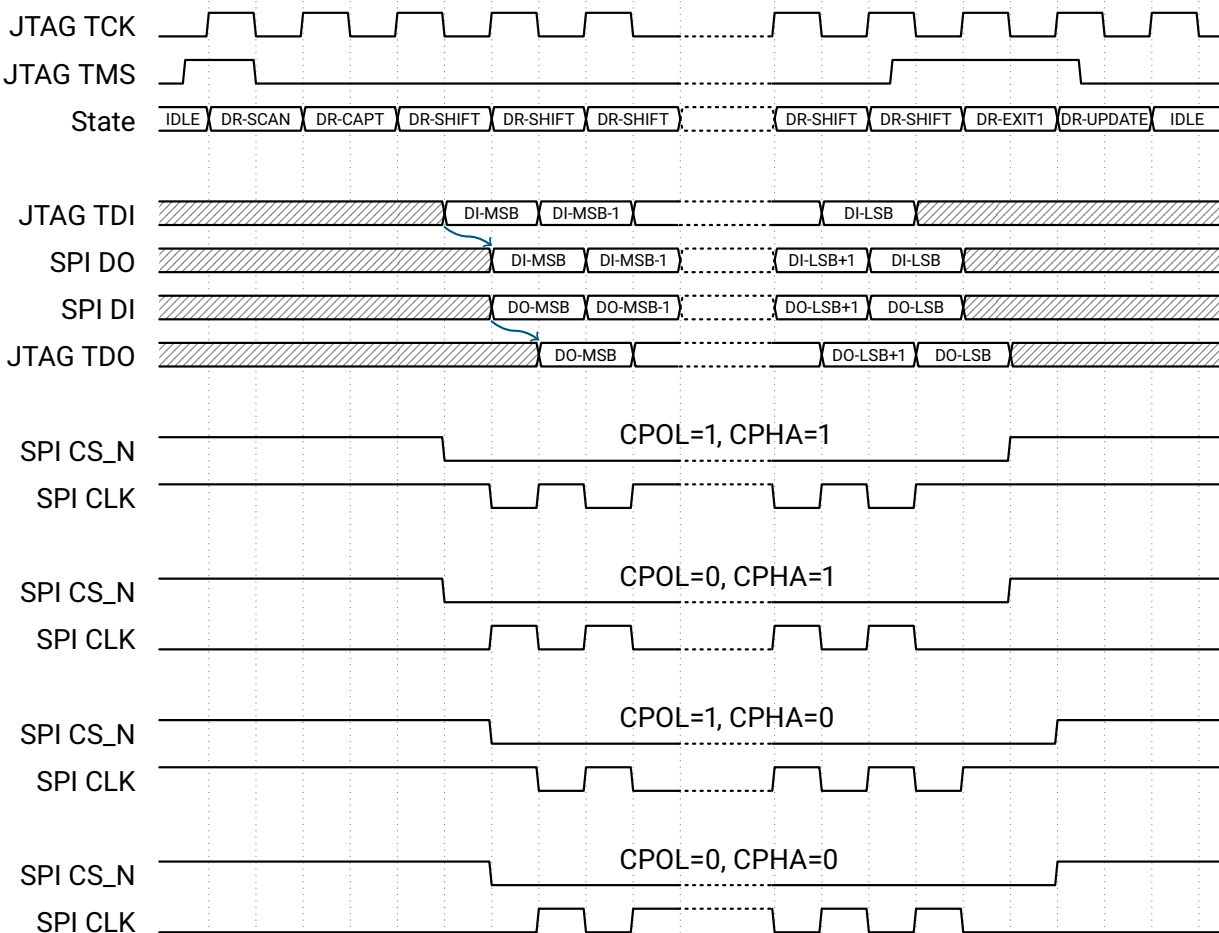 JTAG TCK
JTAG TMS
State IDLE DR-SCAN DR-CAPT DR-SHIFT DR-SHIFT DR-SHIFT DR-SHIFT DR-SHIFT DR-EXIT1 DR-UPDATE IDLE
JTAG TDI DI-MSB DI-MSB-1 DI-LSB
SPI DO DI-MSB DI-MSB-1 DI-LSB+1 DI-LSB
SPI DI DO-MSB DO-MSB-1 DO-LSB+1 DO-LSB
JTAG TDO DO-MSB DO-LSB+1 DO-LSB
CPOL=1, CPHA=1
SPI CS_N
SPI CLK
CPOL=0, CPHA=1
SPI CS_N
SPI CLK
CPOL=1, CPHA=0
SPI CS_N
SPI CLK
CPOL=0, CPHA=0
SPI CS_N
SPI CLK